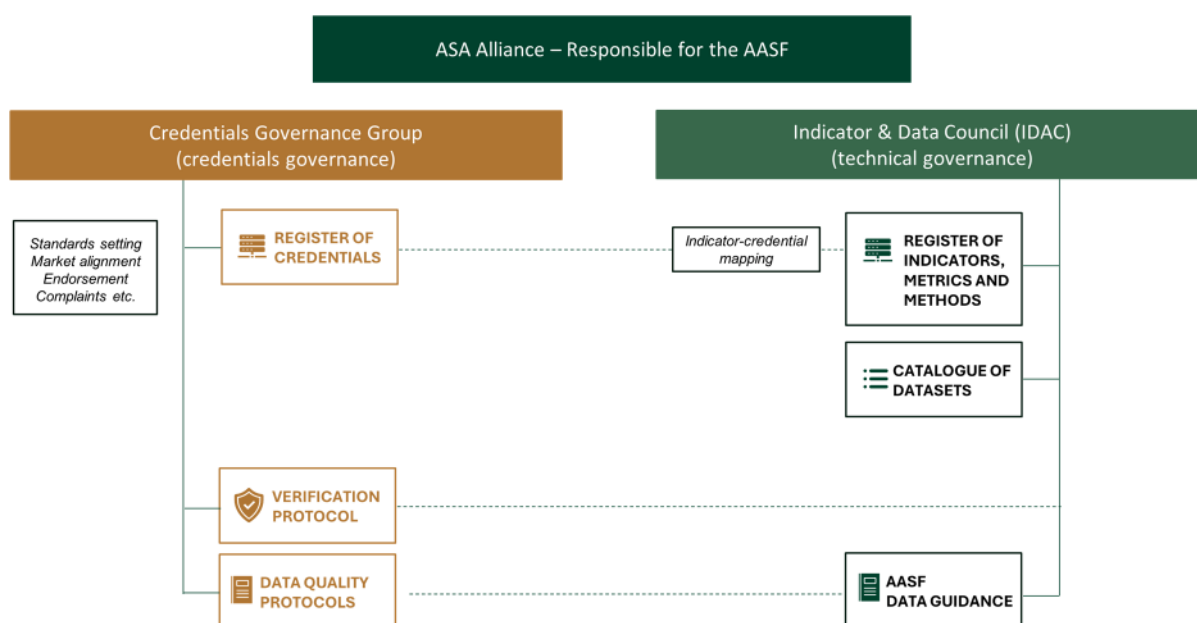 ASA Alliance – Responsible for the AASF
Credentials Governance Group
(credentials governance)
Indicator & Data Council (IDAC)
(technical governance)
Standards setting
Market alignment
Endorsement
Complaints etc.
REGISTER OF
CREDENTIALS
Indicator-credential
mapping
REGISTER OF
INDICATORS,
METRICS AND
METHODS
CATALOGUE OF
DATASETS
VERIFICATION
PROTOCOL
DATA QUALITY
PROTOCOLS
AASF
DATA GUIDANCE